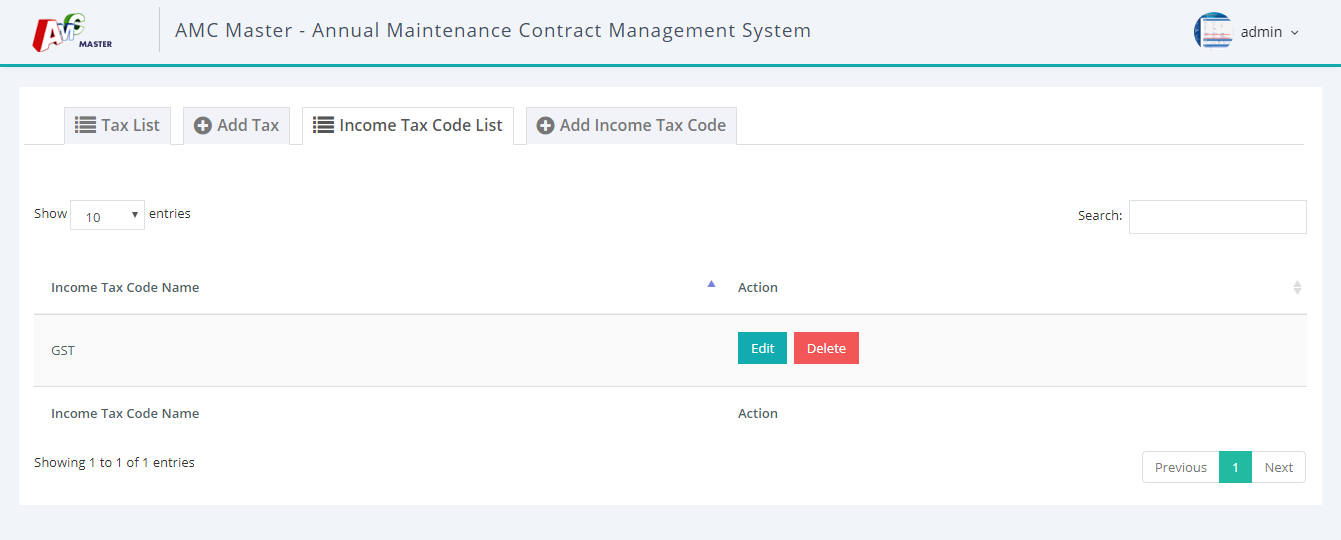 MASTER
AMC Master - Annual Maintenance Contract Management System
admin
Tax List
Add Tax
Income Tax Code List
Add Income Tax Code
Show 10 entries
Search:
Income Tax Code Name
Action
GST
Edit
Delete
Income Tax Code Name
Action
Showing 1 to 1 of 1 entries
Previous
1
Next